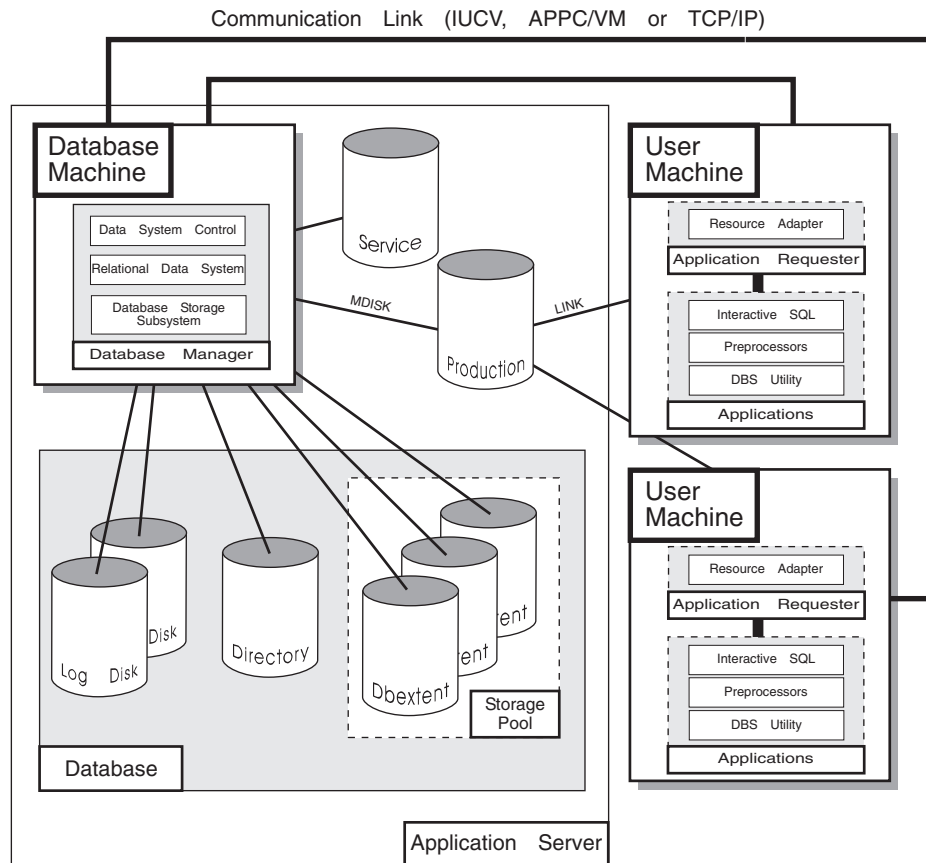 Communication Link (IUCV, APPC/VM or TCP/IP)
Database
Machine
Data System Control
Relational Data System
Database Storage
Subsystem
Database Manager
Service
MDISK
Production
LINK
User
Machine
Resource Adapter
Application Requester
Interactive SQL
Preprocessors
DBS Utility
Applications
User
Machine
Resource Adapter
Application Requester
Interactive SQL
Preprocessors
DBS Utility
Applications
Log Disk
Disk
Directory
Dbextent
tent
tent
Storage
Pool
Database
Application Server